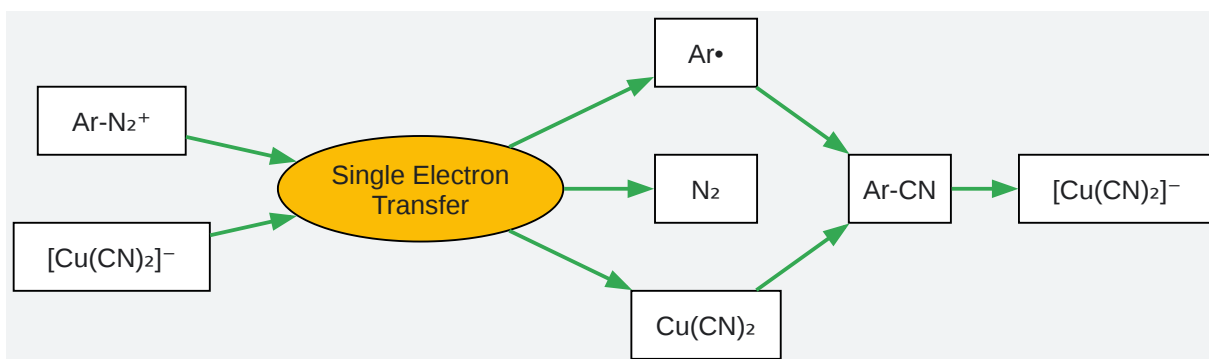 Ar-N₂⁺
[Cu(CN)₂]⁻
Single Electron
Transfer
Ar•
N₂
Cu(CN)₂
Ar-CN
[Cu(CN)₂]⁻